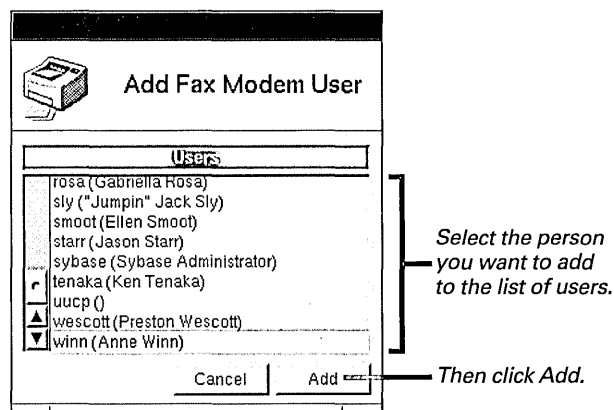 Add Fax Modem User
Users
rosa (Gabriella Rosa)
sly ("Jumpin" Jack Sly)
smoot (Ellen Smoot)
starr (Jason Starr)
sybase (Sybase Administrator)
tenaka (Ken Tenaka)
uucp ()
wescott (Preston Wescott)
winn (Anne Winn)
Select the person
you want to add
to the list of users.
Cancel
Add
Then click Add.